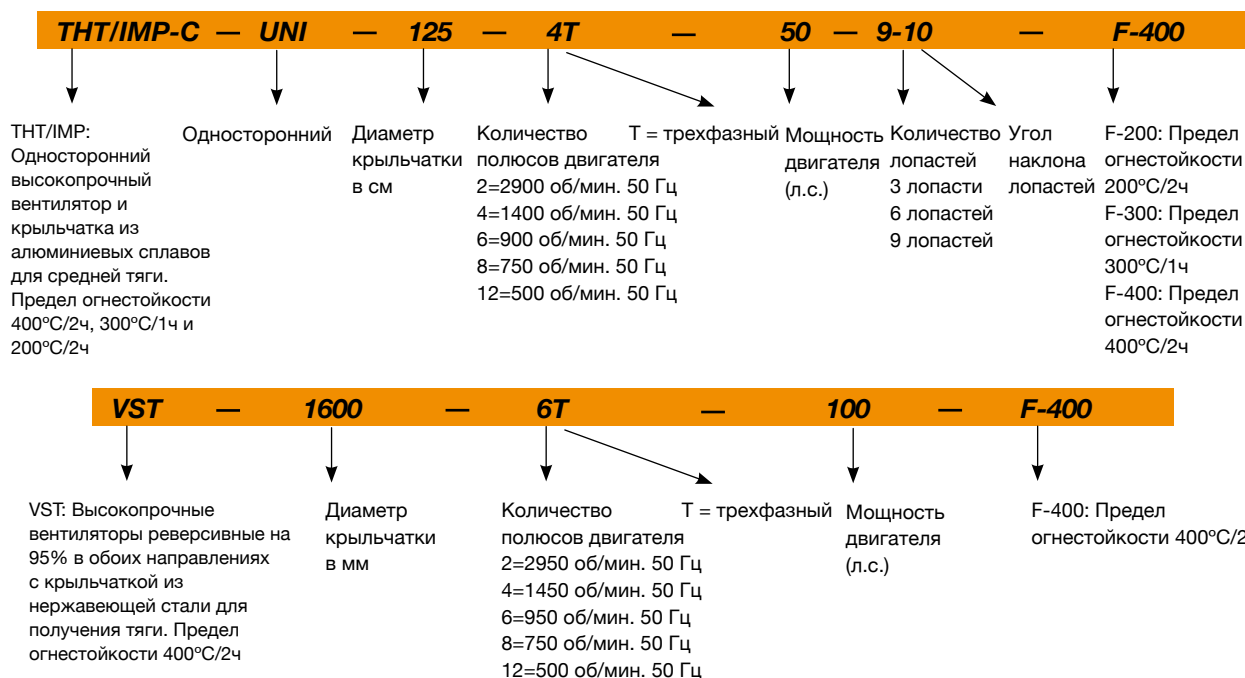 THT/IMP-C — UNI — 125 — 4T — 50 — 9-10 — F-400
THT/IMP:
Односторонний
высокопрочный
вентилятор и
крыльчатка из
алюминиевых сплавов
для средней тяги.
Предел огнестойкости
400ºC/2ч, 300ºC/1ч и
200ºC/2ч
Односторонний
Диаметр
крыльчатки
в см
Количество
полюсов двигателя
2=2900 об/мин. 50 Гц
4=1400 об/мин. 50 Гц
6=900 об/мин. 50 Гц
8=750 об/мин. 50 Гц
12=500 об/мин. 50 Гц
T = трехфазный
Мощность
двигателя
(л.с.)
Количество
лопастей
3 лопасти
6 лопастей
9 лопастей
Угол
наклона
лопастей
F-200: Предел
огнестойкости
200ºC/2ч
F-300: Предел
огнестойкости
300ºC/1ч
F-400: Предел
огнестойкости
400ºC/2ч
VST — 1600 — 6T — 100 — F-400
VST: Высокопрочные
вентиляторы реверсивные на
95% в обоих направлениях
с крыльчаткой из
нержавеющей стали для
получения тяги. Предел
огнестойкости 400ºC/2ч
Диаметр
крыльчатки
в мм
Количество
полюсов двигателя
2=2950 об/мин. 50 Гц
4=1450 об/мин. 50 Гц
6=950 об/мин. 50 Гц
8=750 об/мин. 50 Гц
12=500 об/мин. 50 Гц
T = трехфазный
Мощность
двигателя
(л.с.)
F-400: Предел
огнестойкости 400ºC/2